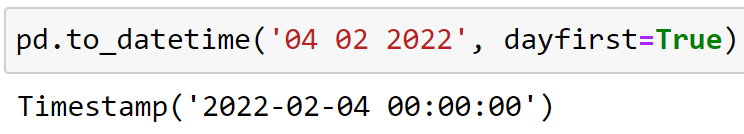 pd.to_datetime('04 02 2022', dayfirst=True)
Timestamp('2022-02-04 00:00:00')